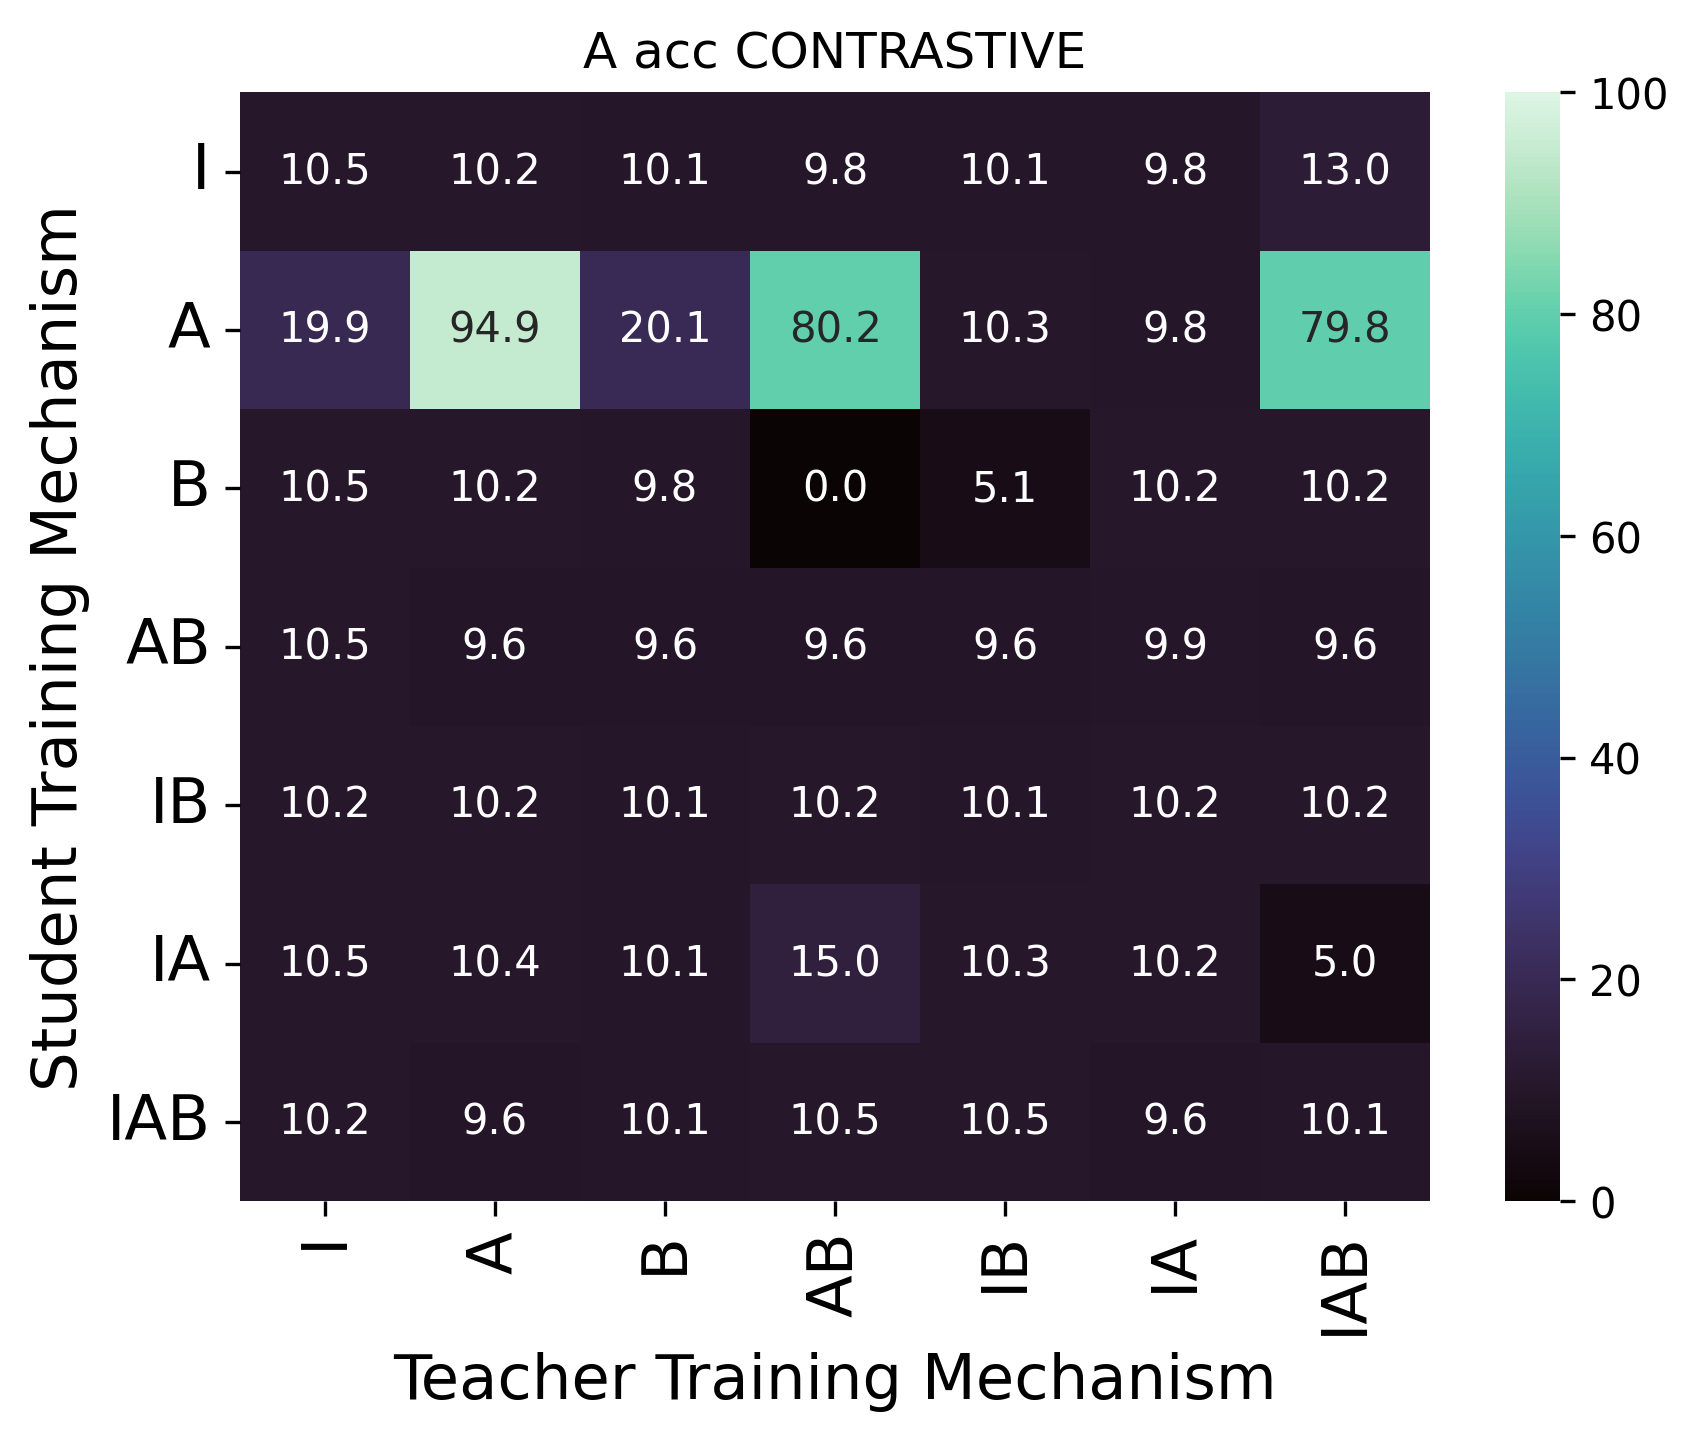 A acc CONTRASTIVE
Student Training Mechanism
I 10.5 10.2 10.1 9.8 10.1 9.8 13.0
A 19.9 94.9 20.1 80.2 10.3 9.8 79.8
B 10.5 10.2 9.8 0.0 5.1 10.2 10.2
AB 10.5 9.6 9.6 9.6 9.6 9.9 9.6
IB 10.2 10.2 10.1 10.2 10.1 10.2 10.2
IA 10.5 10.4 10.1 15.0 10.3 10.2 5.0
IAB 10.2 9.6 10.1 10.5 10.5 9.6 10.1
I A B AB IB IA IAB
Teacher Training Mechanism
100
80
60
40
20
0